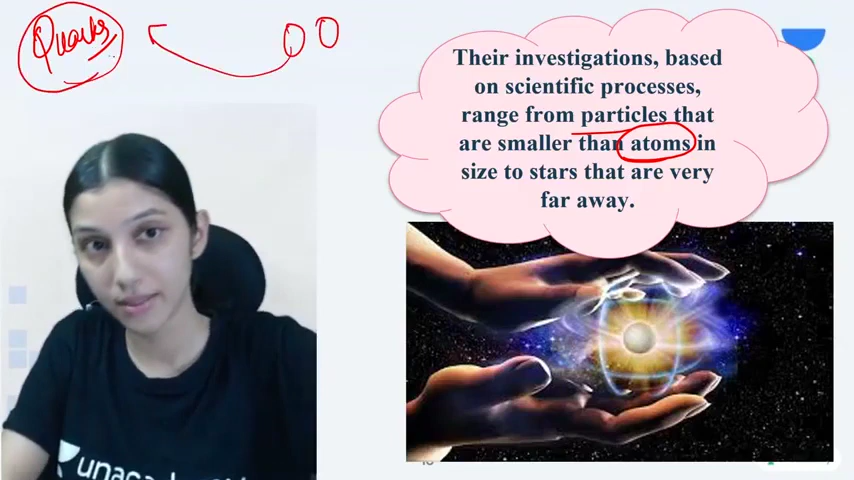 Quarks
Their investigations, based
on scientific processes,
range from particles that
are smaller than atoms in
size to stars that are very
far away.